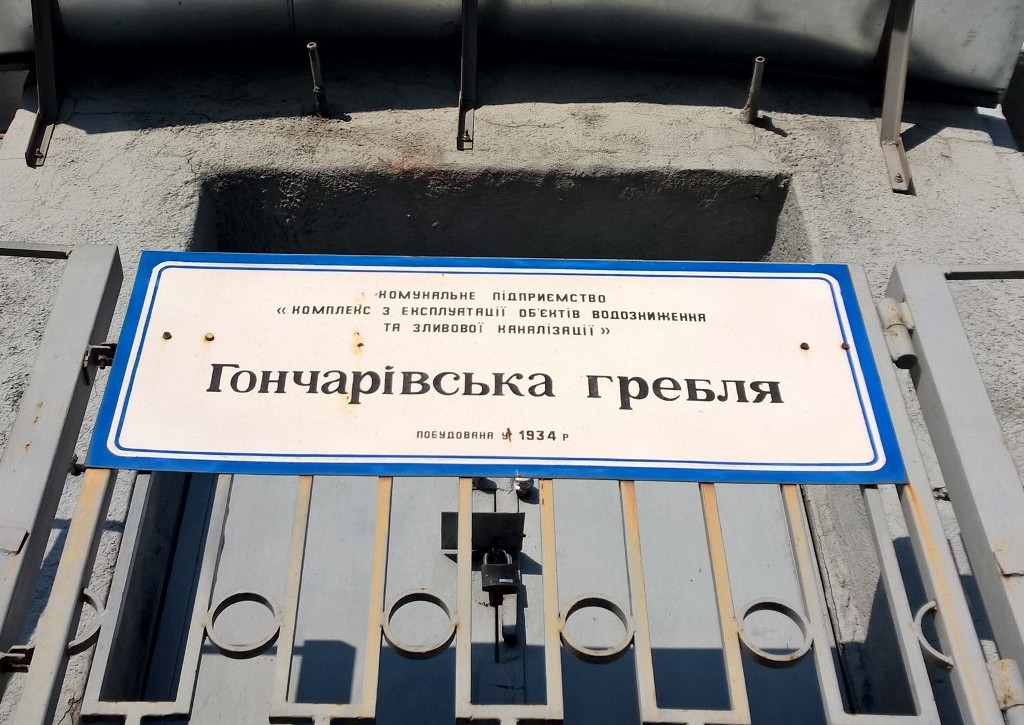 КОМУНАЛЬНЕ ПІДПРИЄМСТВО
«КОМПЛЕКС З ЕКСПЛУАТАЦІЇ ОБ'ЄКТІВ ВОДОЗНИЖЕННЯ
ТА ЗЛИВОВОЇ КАНАЛІЗАЦІЇ»
Гончарівська гребля
ПОБУДОВАНА У 1934 Р